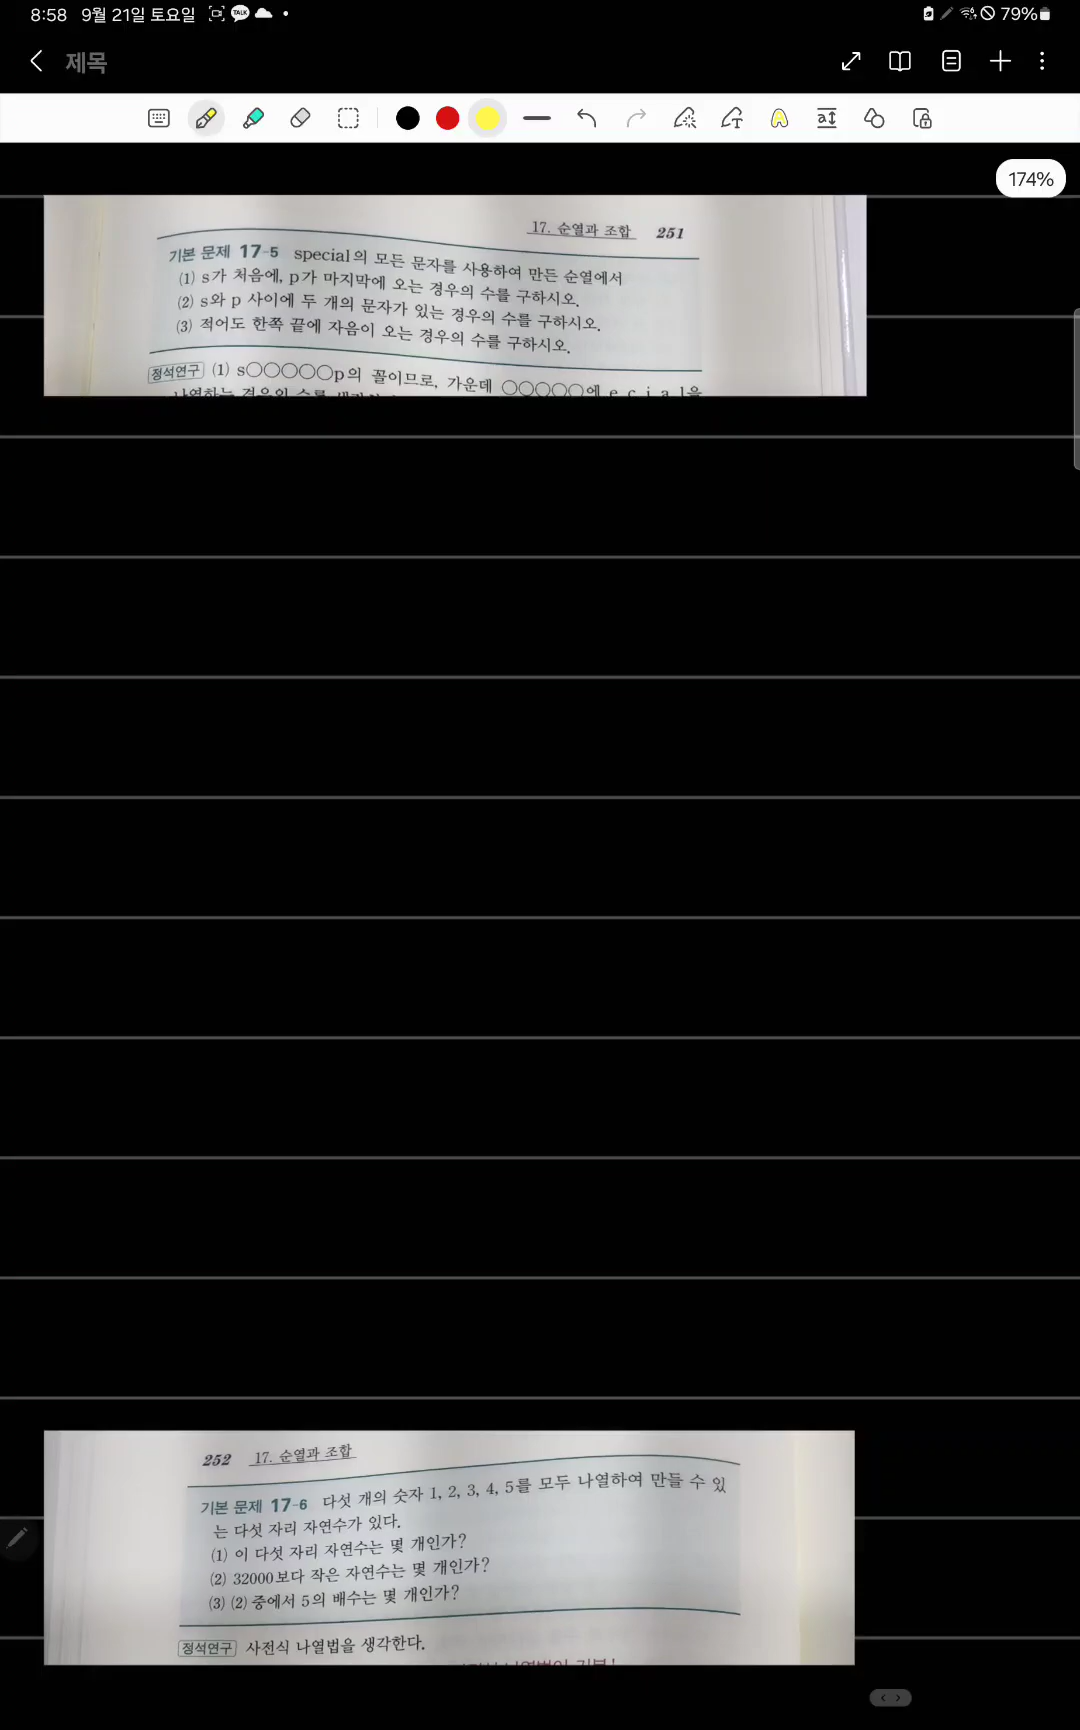 8:58 9월 21일 토요일 TALK 79%
제목
174%
17. 순열과 조합 251
기본 문제 17-5 special의 모든 문자를 사용하여 만든 순열에서
(1) s가 처음에, p가 마지막에 오는 경우의 수를 구하시오.
(2) s와 p 사이에 두 개의 문자가 있는 경우의 수를 구하시오.
(3) 적어도 한쪽 끝에 자음이 오는 경우의 수를 구하시오.
정석연구 (1) s○○○○○p의 꼴이므로, 가운데 ○○○○○에 e, c, i, a, l을
나열하는 경우의 수를
252 17. 순열과 조합
기본 문제 17-6 다섯 개의 숫자 1, 2, 3, 4, 5를 모두 나열하여 만들 수 있
는 다섯 자리 자연수가 있다.
(1) 이 다섯 자리 자연수는 몇 개인가?
(2) 32000보다 작은 자연수는 몇 개인가?
(3) (2) 중에서 5의 배수는 몇 개인가?
정석연구 사전식 나열법을 생각한다.